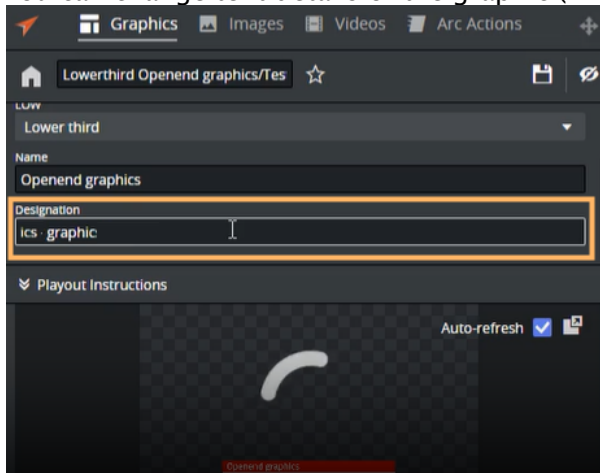 Graphics Images Videos Arc Actions
Lowerthird Openend graphics/Tes
LOW
Lower third
Name
Openend graphics
Designation
ics graphic
Playout Instructions
Auto-refresh
Openend graphics